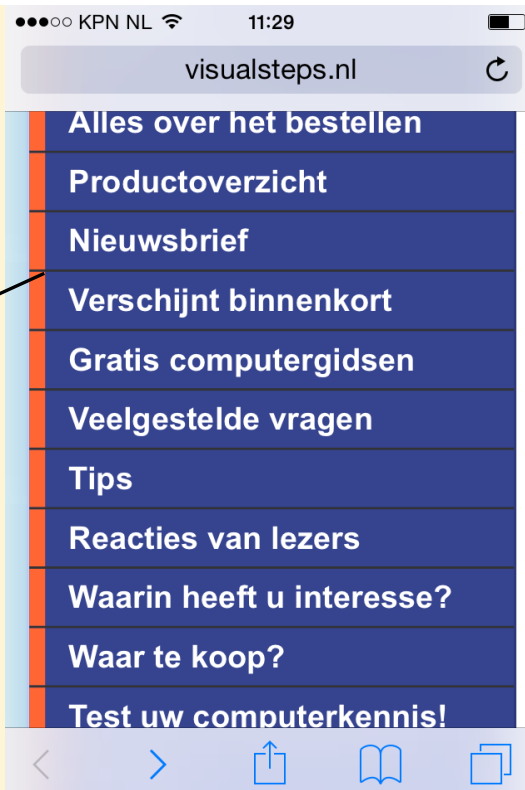 KPN NL 11:29
visualsteps.nl
Alles over het bestellen
Productoverzicht
Nieuwsbrief
Verschijnt binnenkort
Gratis computergidsen
Veelgestelde vragen
Tips
Reacties van lezers
Waarin heeft u interesse?
Waar te koop?
Test uw computerkennis!